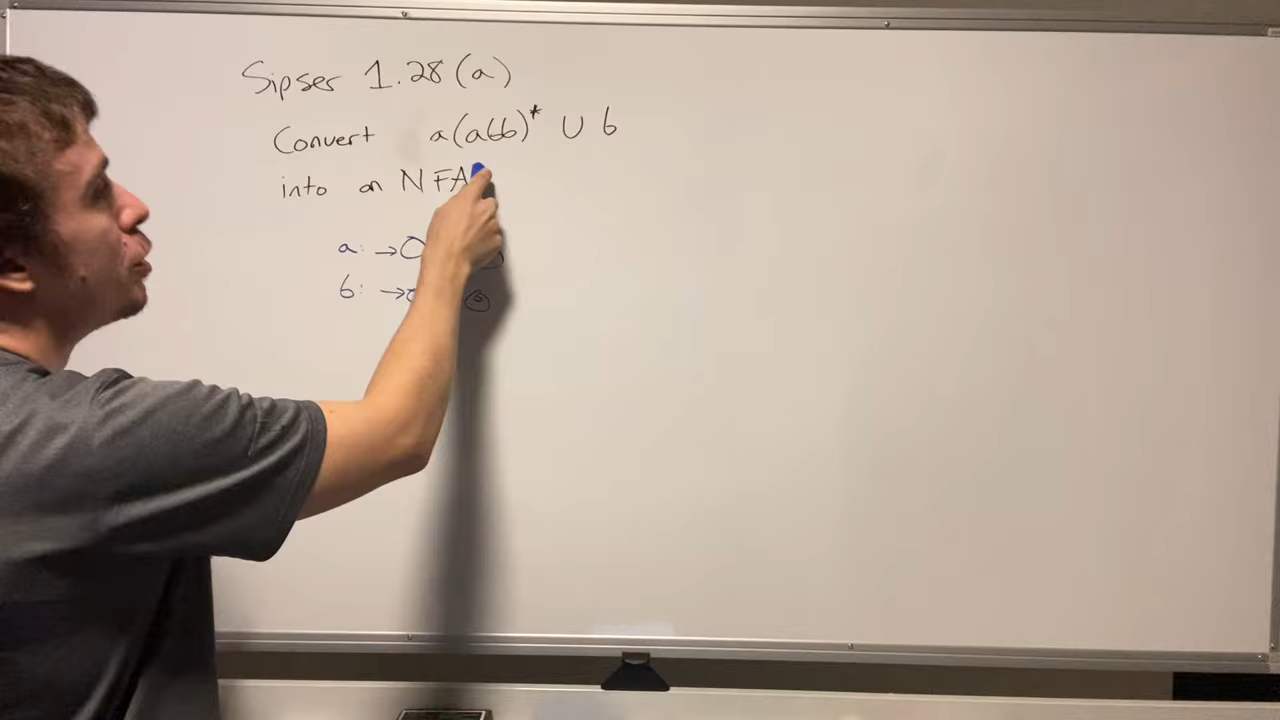 Sipser 1.28 (a)
Convert a(abb)* ∪ b
into an NFA
a: →
b: →